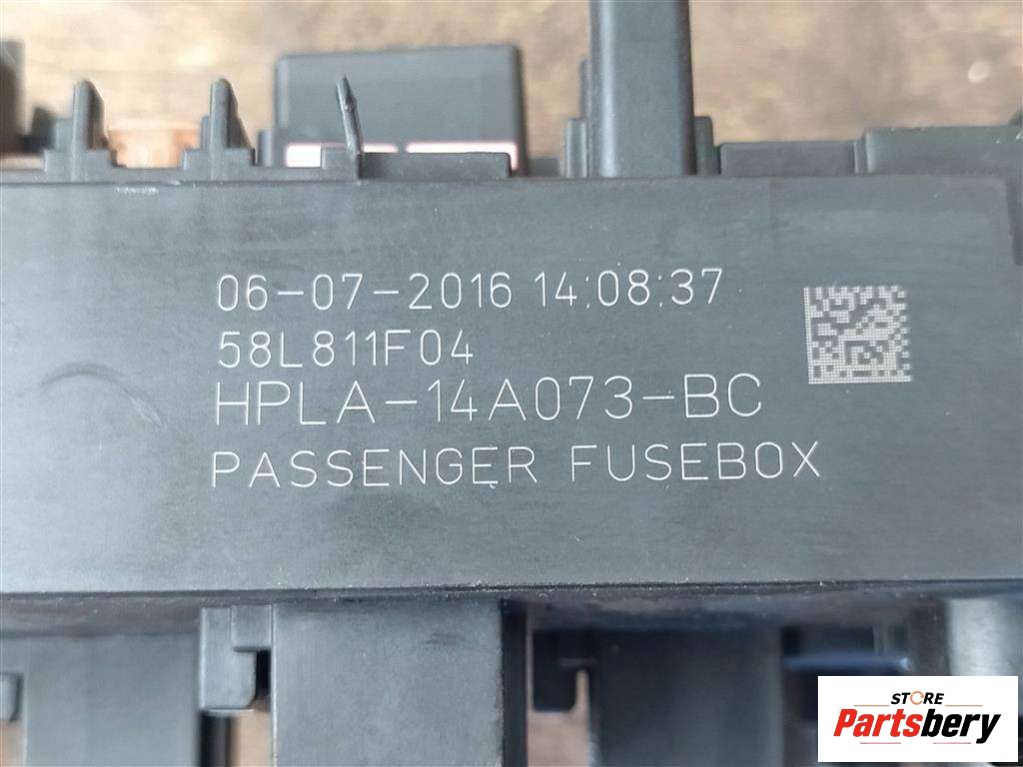 06-07-2016 14:08:37
58L811F04
HPLA-14A073-BC
PASSENGER FUSEBOX
STORE
Partsbery